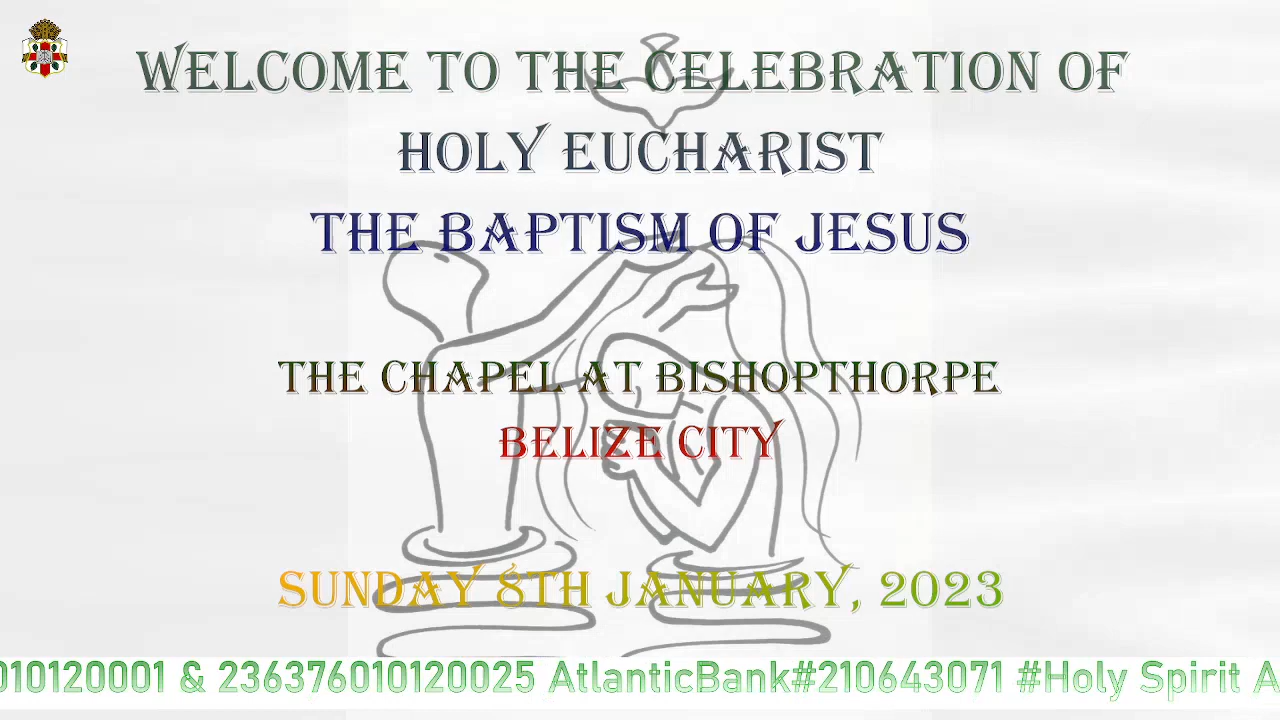 WELCOME TO THE CELEBRATION OF
HOLY EUCHARIST
THE BAPTISM OF JESUS
THE CHAPEL AT BISHOPTHORPE
BELIZE CITY
SUNDAY 8TH JANUARY, 2023
010120001 & 236376010120025 AtlanticBank#210643071 #Holy Spirit A